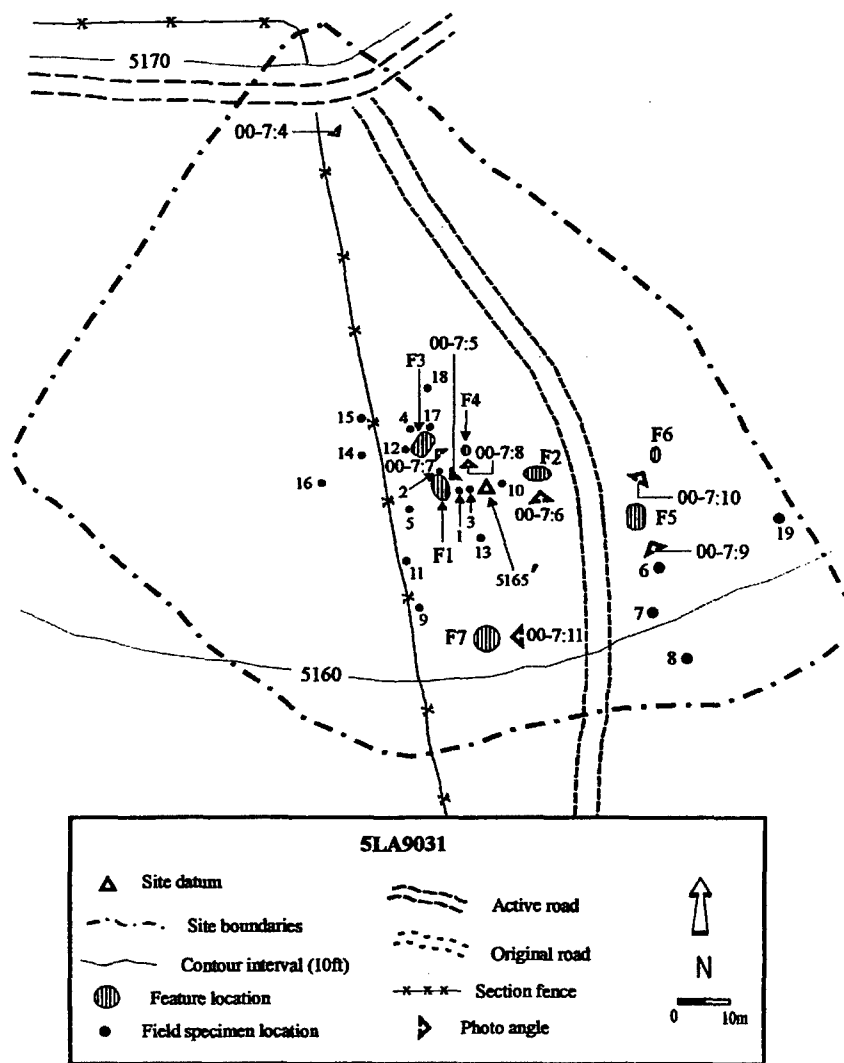 5170
00-7:4
00-7:5
F3
18
F4
15
4
17
12
00-7:8
F2
F6
14
00-7:7
16
2
10
00-7:10
5
00-7:6
F5
19
1
3
F1
13
5165'
00-7:9
6
11
9
7
F7
00-7:11
5160
8
5LA9031
Site datum
Site boundaries
Active road
Contour interval (10ft)
Original road
N
Feature location
Section fence
Field specimen location
Photo angle
0 10m